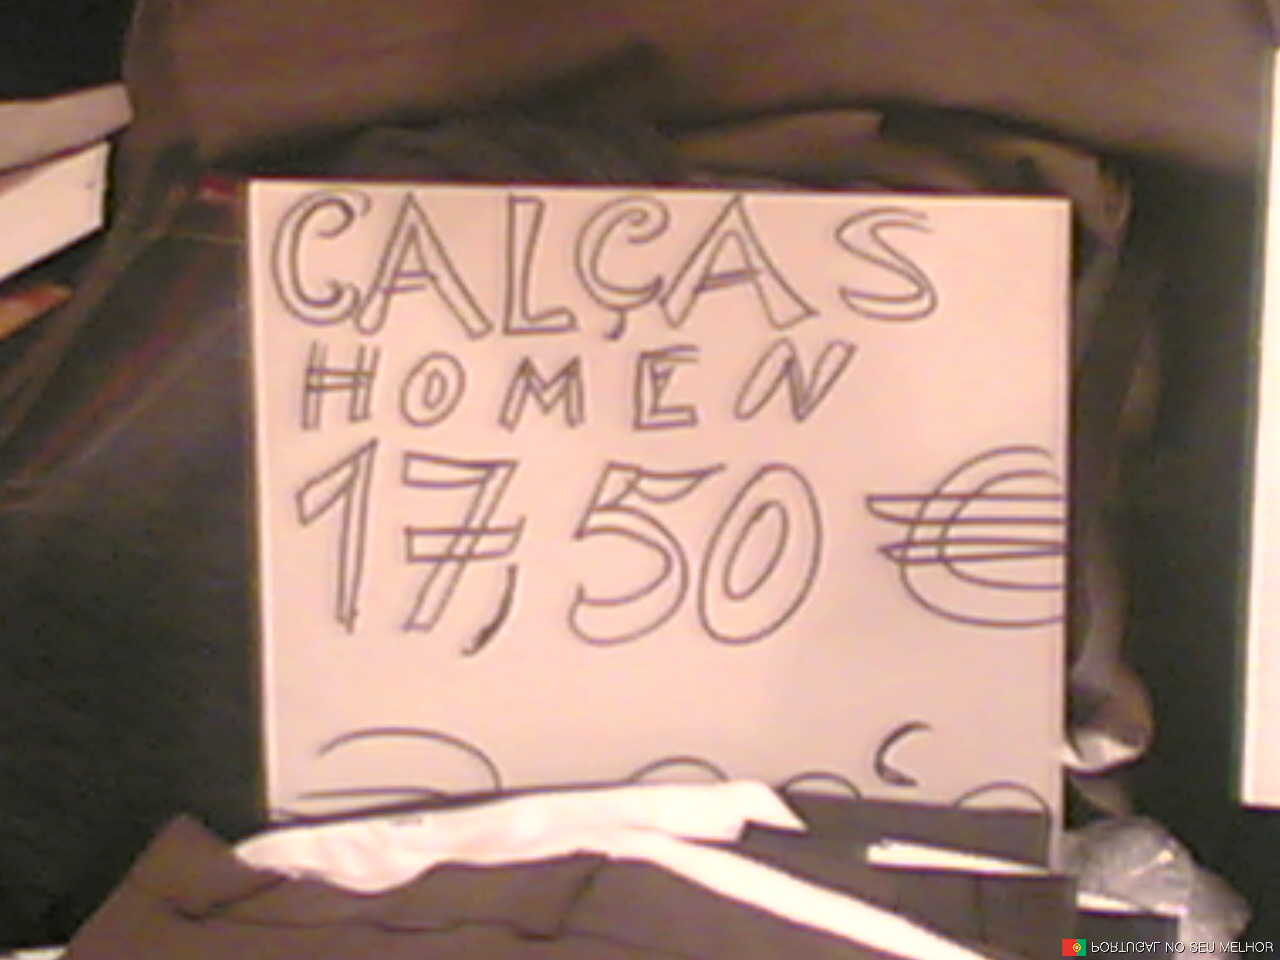 CALÇAS
HOMEN
17,50 €
PORTUGAL NO SEU MELHOR